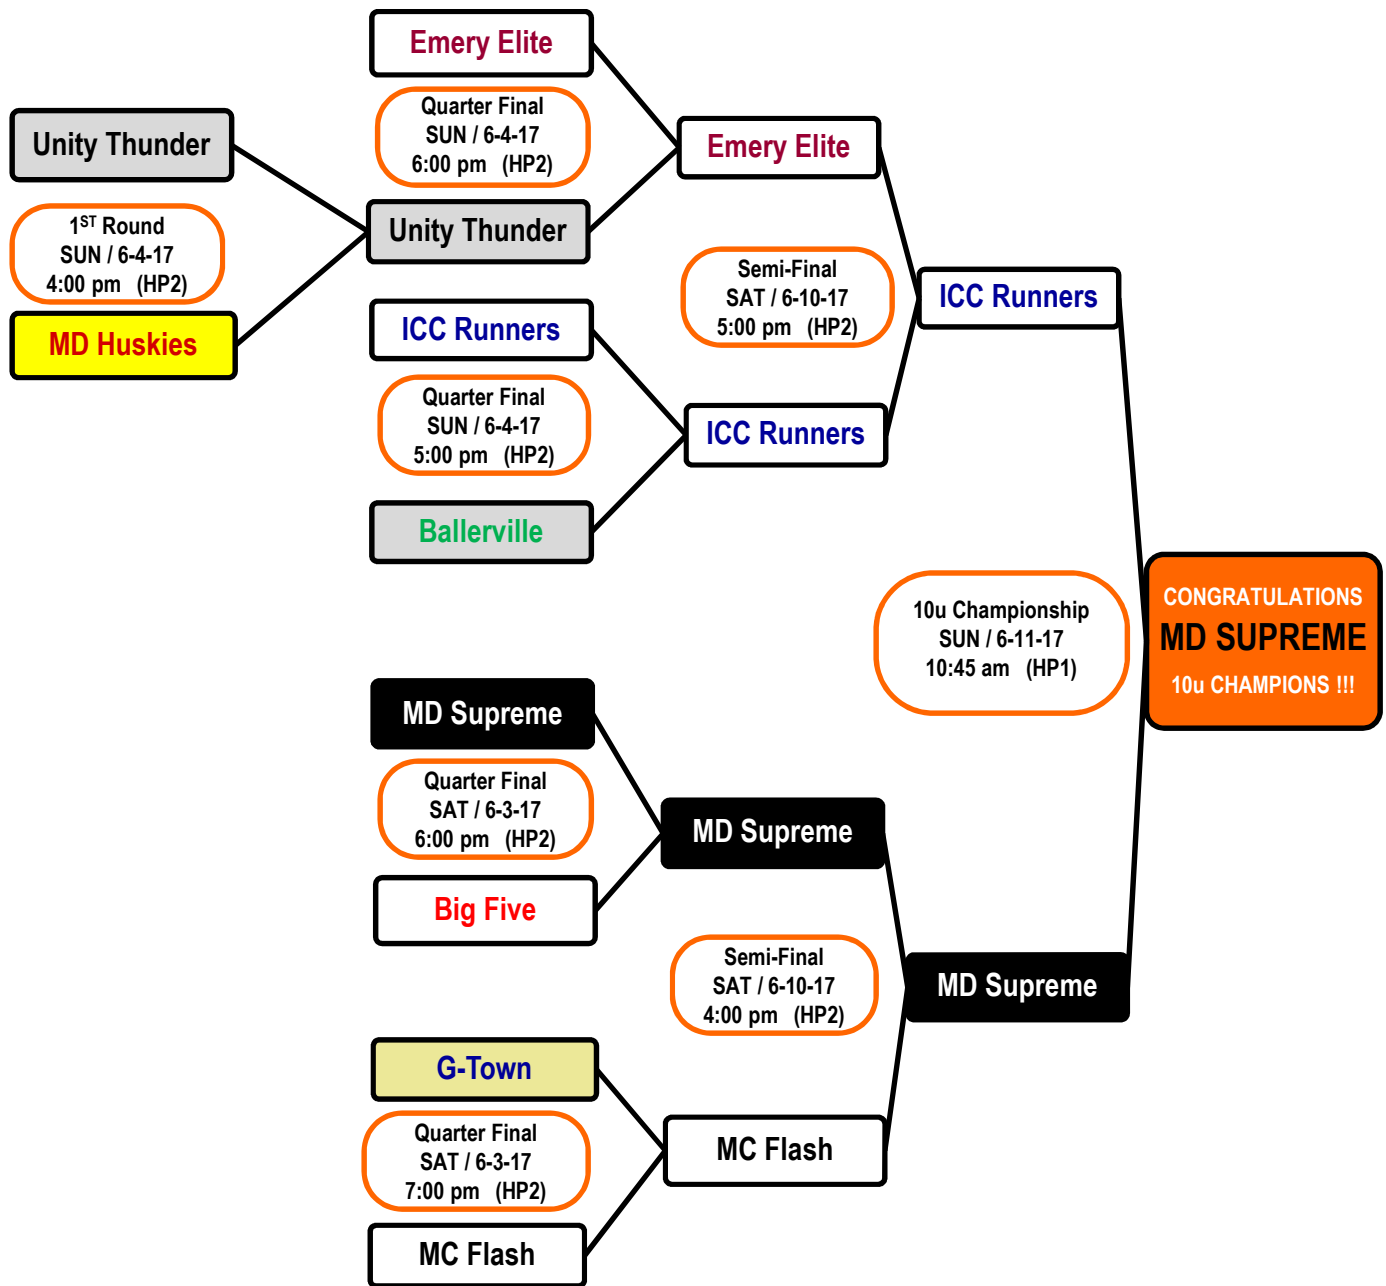 Emery Elite
Quarter Final
SUN / 6-4-17
6:00 pm (HP2)
Unity Thunder
Emery Elite
1ST Round
SUN / 6-4-17
4:00 pm (HP2)
Unity Thunder
MD Huskies
Semi-Final
SAT / 6-10-17
5:00 pm (HP2)
ICC Runners
ICC Runners
Quarter Final
SUN / 6-4-17
5:00 pm (HP2)
ICC Runners
Ballerville
10u Championship
SUN / 6-11-17
10:45 am (HP1)
CONGRATULATIONS
MD SUPREME
10u CHAMPIONS !!!
MD Supreme
Quarter Final
SAT / 6-3-17
6:00 pm (HP2)
MD Supreme
Big Five
Semi-Final
SAT / 6-10-17
4:00 pm (HP2)
MD Supreme
G-Town
Quarter Final
SAT / 6-3-17
7:00 pm (HP2)
MC Flash
MC Flash